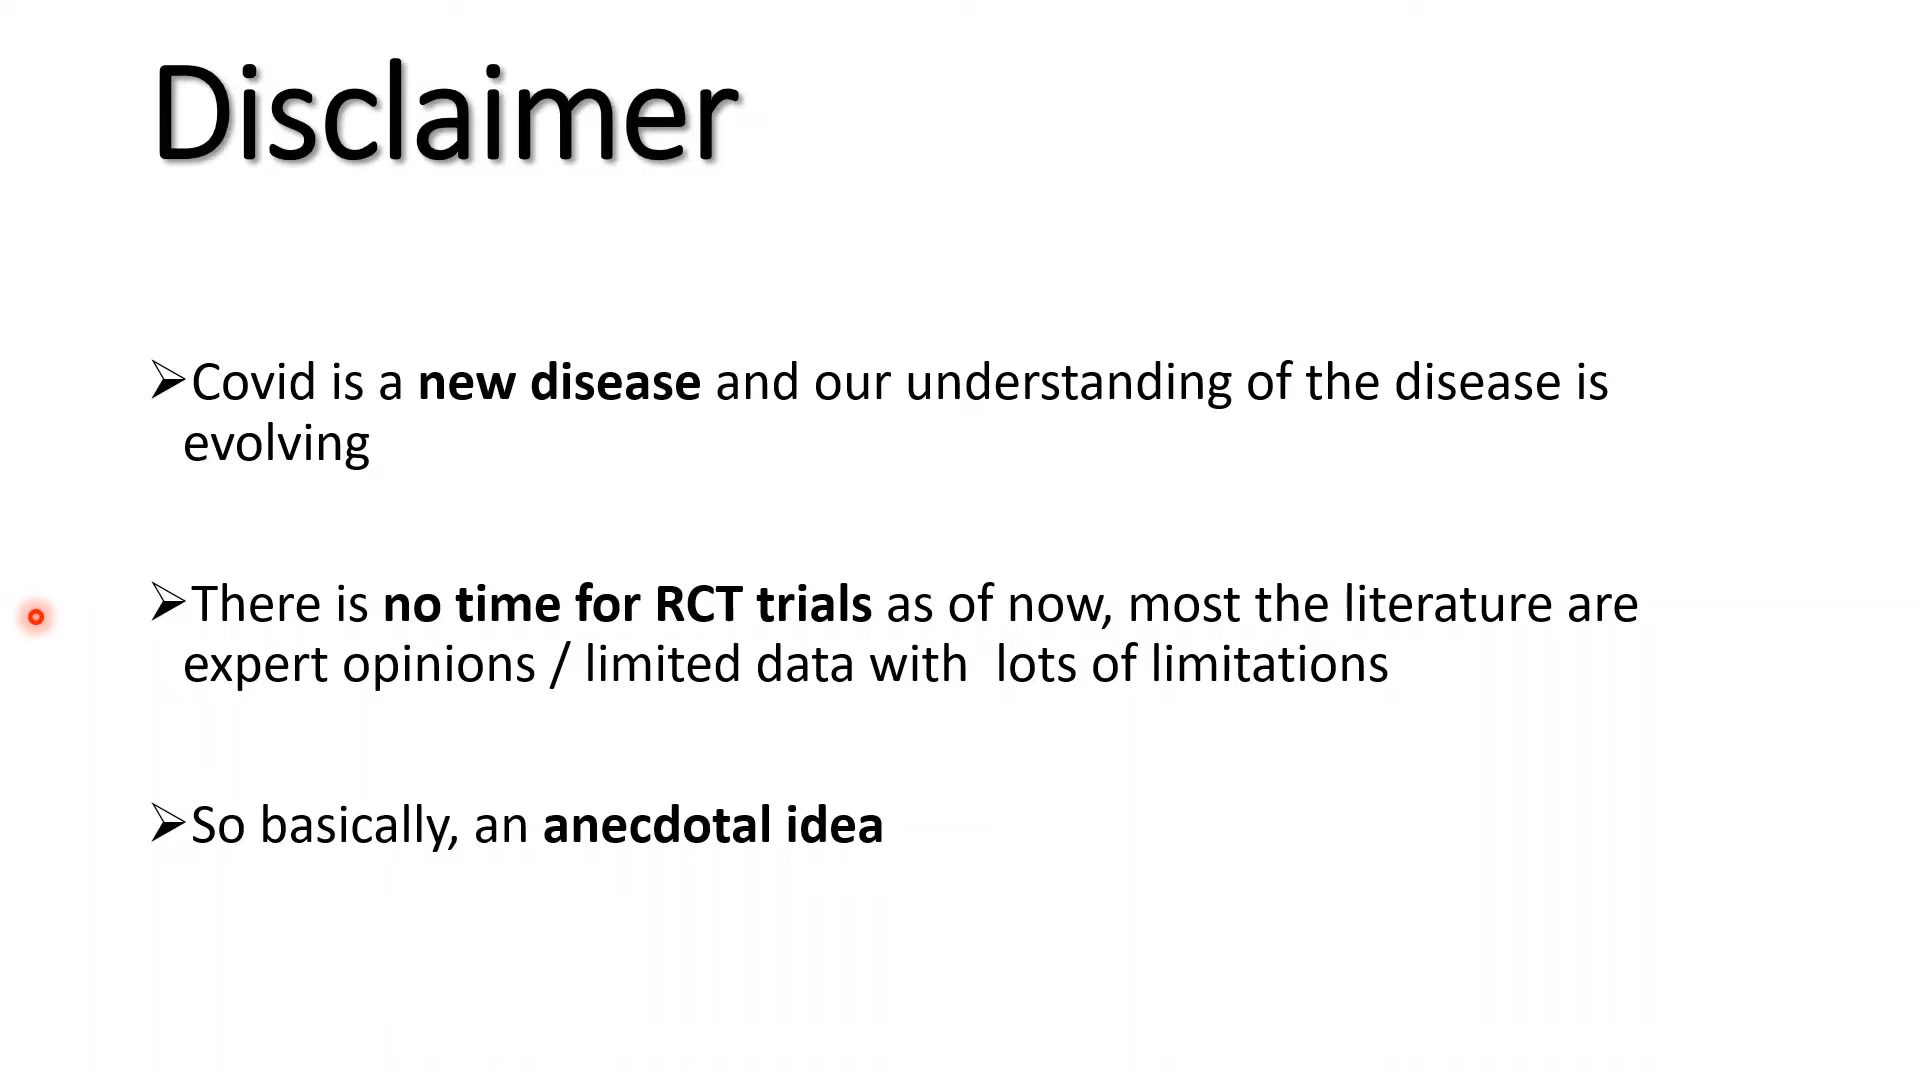 Disclaimer
➢Covid is a new disease and our understanding of the disease is
evolving
➢There is no time for RCT trials as of now, most the literature are
expert opinions / limited data with  lots of limitations
➢So basically, an anecdotal idea